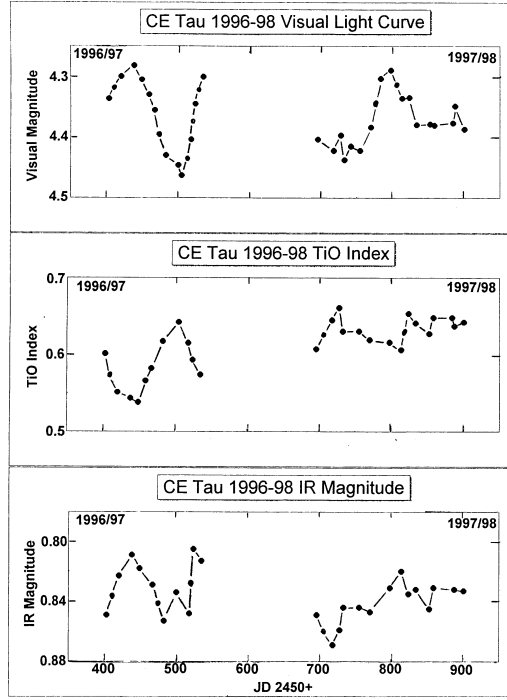 CE Tau 1996-98 Visual Light Curve
1996/97
1997/98
Visual Magnitude
4.3
4.4
4.5
CE Tau 1996-98 TiO Index
1996/97
1997/98
TiO Index
0.7
0.6
0.5
CE Tau 1996-98 IR Magnitude
1996/97
1997/98
IR Magnitude
0.80
0.84
0.88
400 500 600 700 800 900
JD 2450+